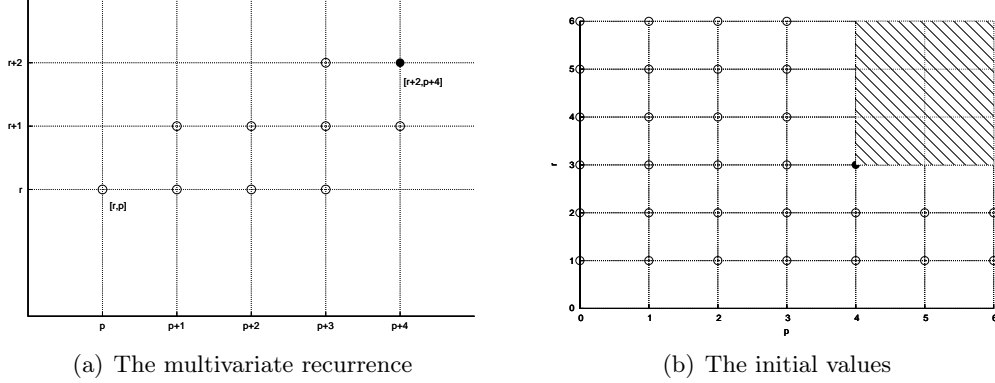 r+2
[r+2,p+4]
r+1
r
[r,p]
p
p+1
p+2
p+3
p+4
(a) The multivariate recurrence
6
5
4
r
3
2
1
0
0
1
2
3
4
5
6
p
(b) The initial values